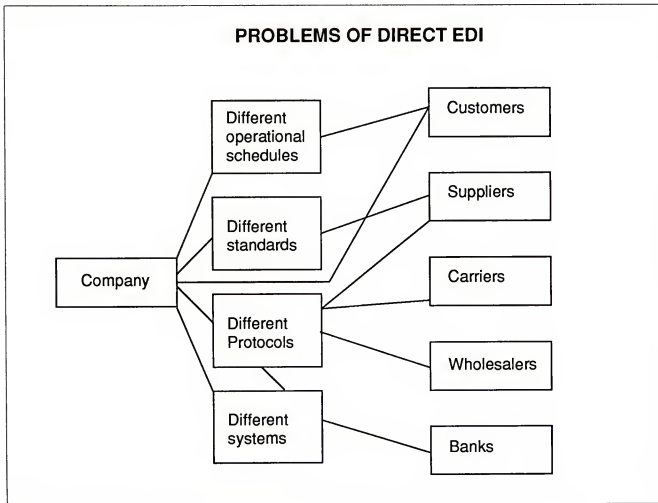 PROBLEMS OF DIRECT EDI
Different
operational
schedules
Customers
Different
standards
Suppliers
Company
Carriers
Different
Protocols
Wholesalers
Different
systems
Banks